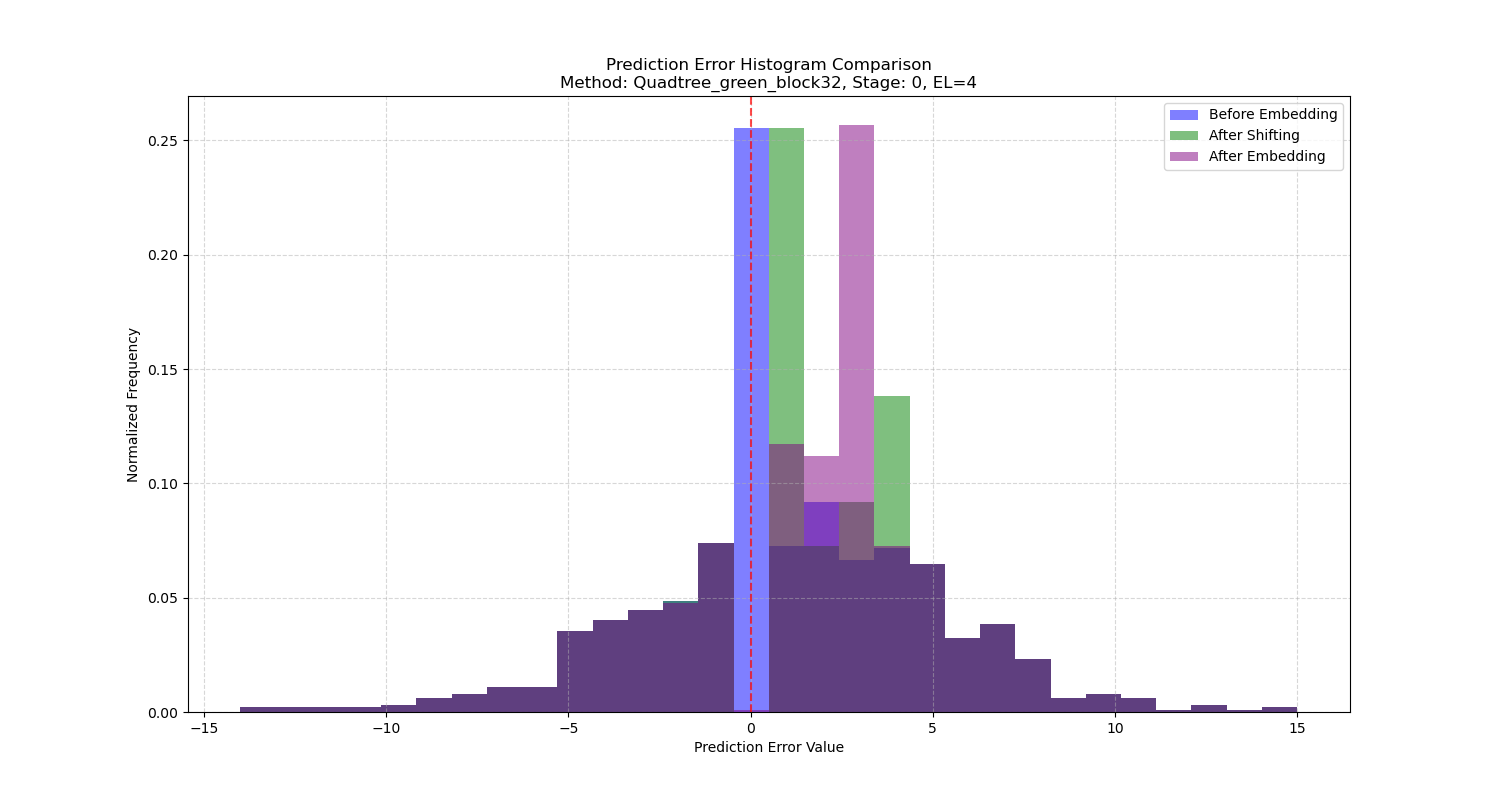 Prediction Error Histogram Comparison
Method: Quadtree_green_block32, Stage: 0, EL=4
Before Embedding
After Shifting
After Embedding
Normalized Frequency
0.25
0.20
0.15
0.10
0.05
0.00
−15
−10
−5
0
5
10
15
Prediction Error Value